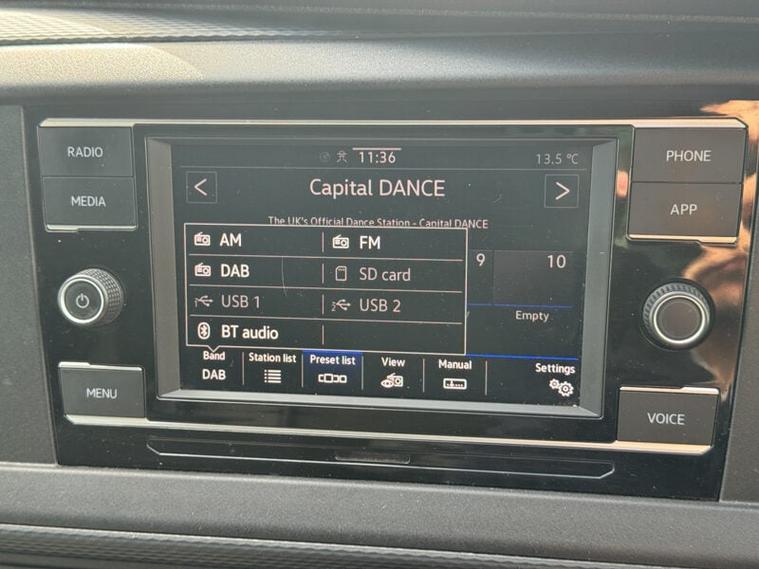 RADIO
MEDIA
MENU
PHONE
APP
VOICE
11:36
13.5 °C
< Capital DANCE >
The UK's Official Dance Station - Capital DANCE
AM FM
DAB SD card
USB 1 USB 2
BT audio
9 10
Empty
Band Station list Preset list View Manual Settings
DAB